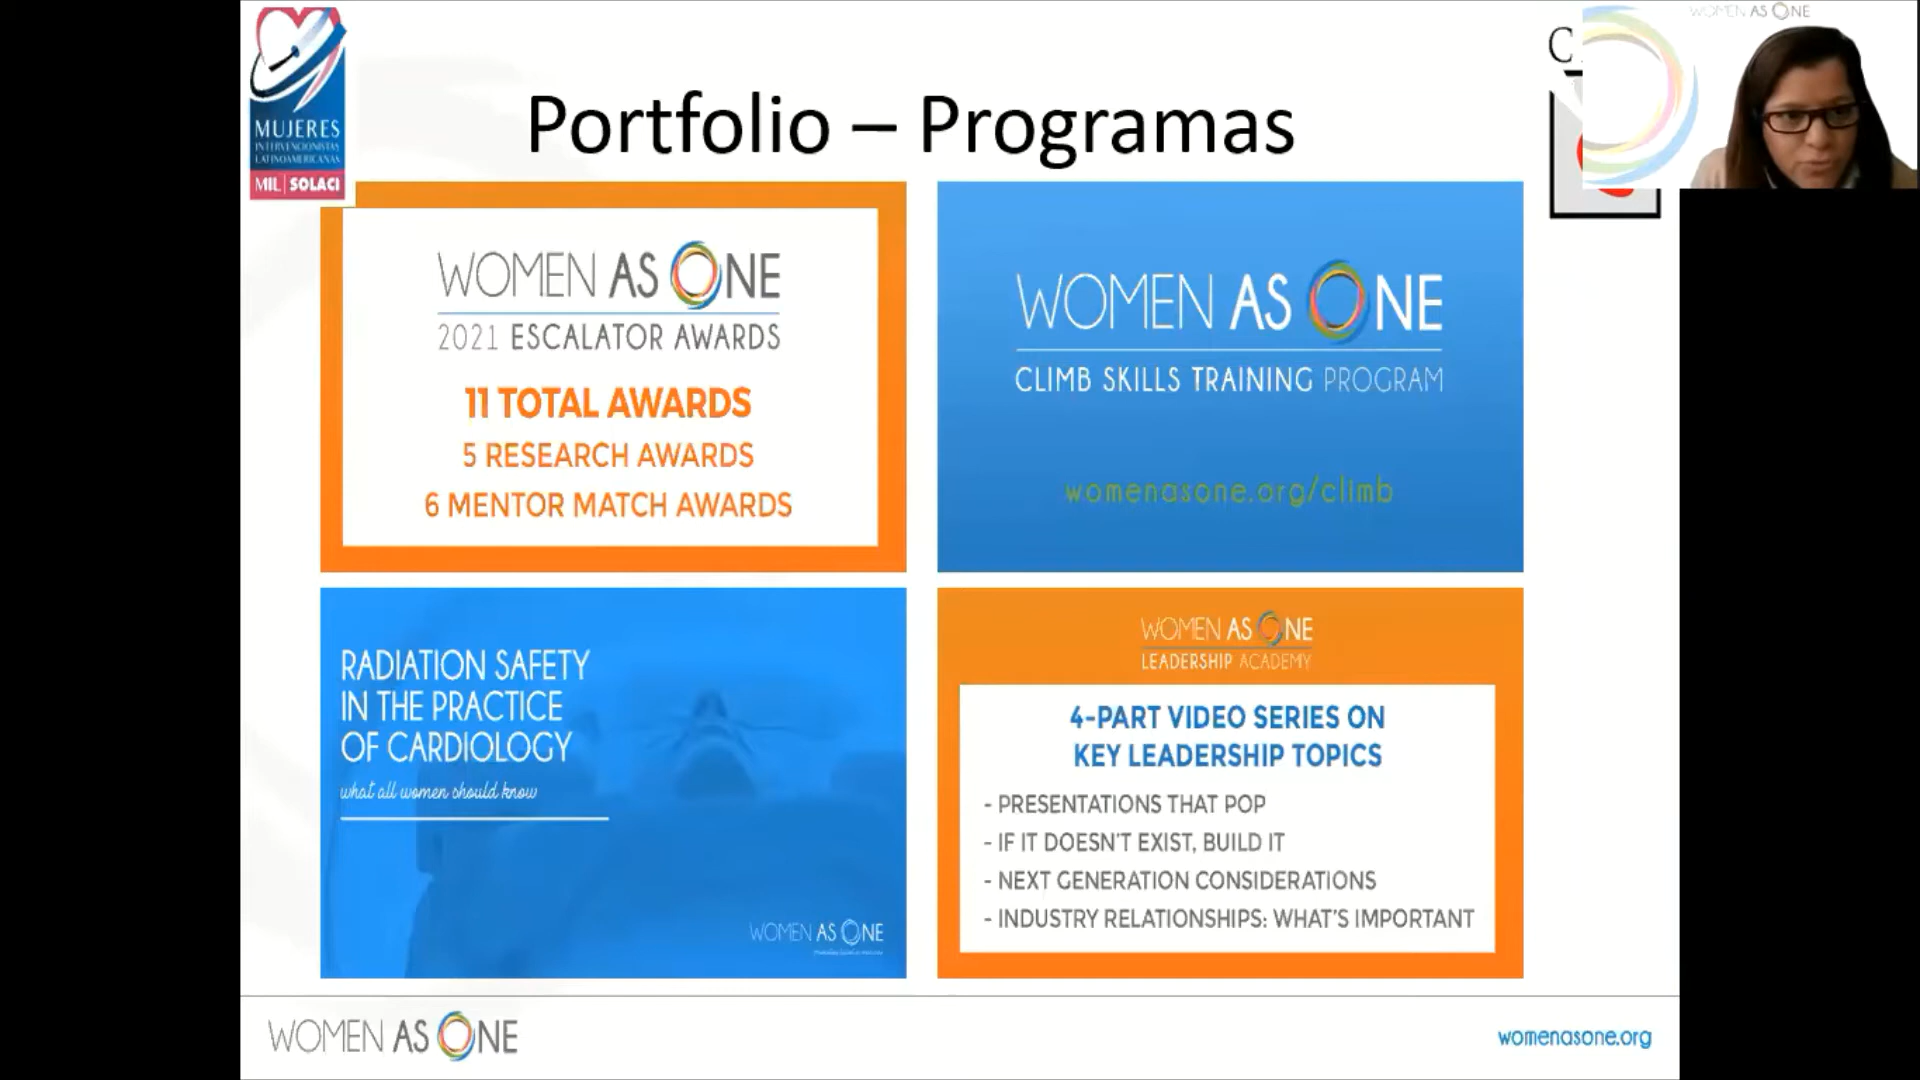 MUJERES
INTERVENCIONISTAS
LATINOAMERICANAS
MIL | SOLACI
Portfolio – Programas
WOMEN AS ONE
WOMEN AS ONE
2021 ESCALATOR AWARDS
11 TOTAL AWARDS
5 RESEARCH AWARDS
6 MENTOR MATCH AWARDS
WOMEN AS ONE
CLIMB SKILLS TRAINING PROGRAM
womenasone.org/climb
RADIATION SAFETY
IN THE PRACTICE
OF CARDIOLOGY
what all women should know
WOMEN AS ONE
WOMEN AS ONE
LEADERSHIP ACADEMY
4-PART VIDEO SERIES ON
KEY LEADERSHIP TOPICS
- PRESENTATIONS THAT POP
- IF IT DOESN'T EXIST, BUILD IT
- NEXT GENERATION CONSIDERATIONS
- INDUSTRY RELATIONSHIPS: WHAT'S IMPORTANT
WOMEN AS ONE
womenasone.org